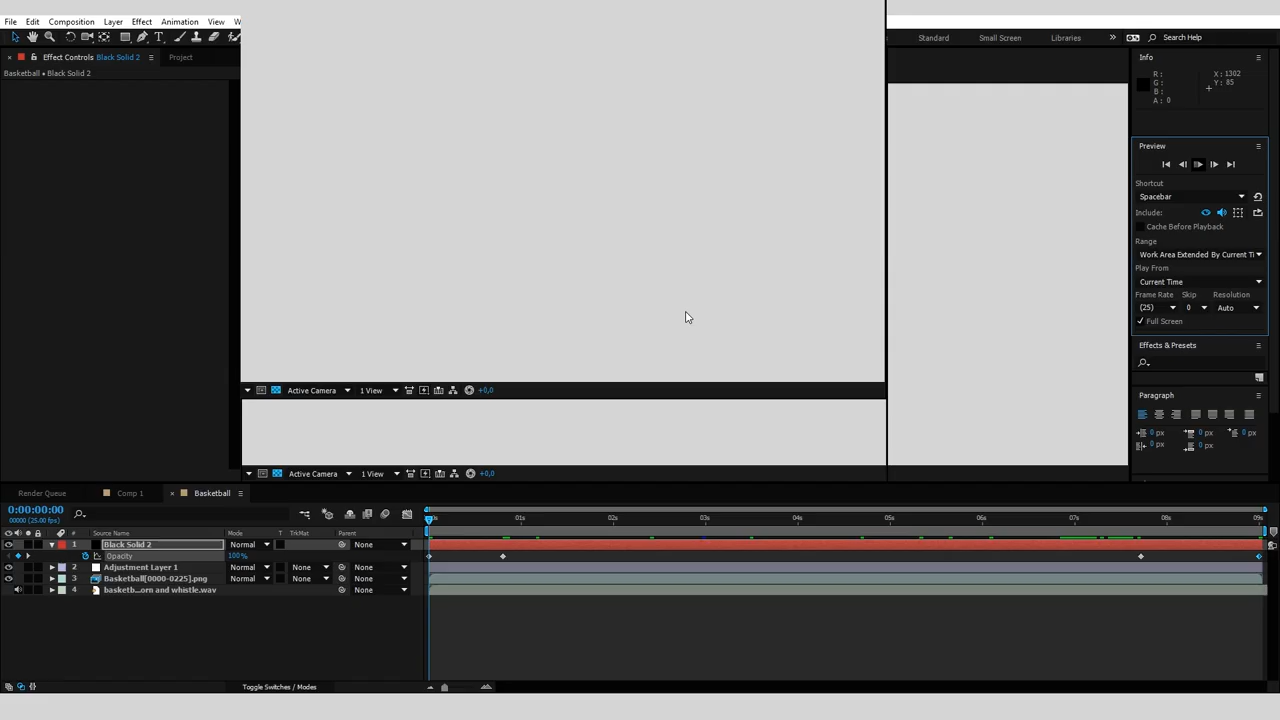 File Edit Composition Layer Effect Animation View W
Standard Small Screen Libraries Search Help
Effect Controls Black Solid 2 Project
Basketball • Black Solid 2
Info
R: X: 1302
G: Y: 85
B:
A: 0
Preview
Shortcut
Spacebar
Include:
Cache Before Playback
Range
Work Area Extended By Current Ti
Play From
Current Time
Frame Rate Skip Resolution
(25) 0 Auto
Full Screen
Effects & Presets
Paragraph
0 px 0 px 0 px
0 px 0 px
Active Camera 1 View +0,0
Active Camera 1 View +0,0
Render Queue Comp 1 Basketball
0:00:00:00
00000 (25.00 fps)
# Source Name Mode T TrkMat Parent
0s 01s 02s 03s 04s 05s 06s 07s 08s 09s
1 Black Solid 2 Normal None
Opacity 100%
2 Adjustment Layer 1 Normal None None
3 Basketball[0000-0225].png Normal None None
4 basketb...orn and whistle.wav None
Toggle Switches / Modes